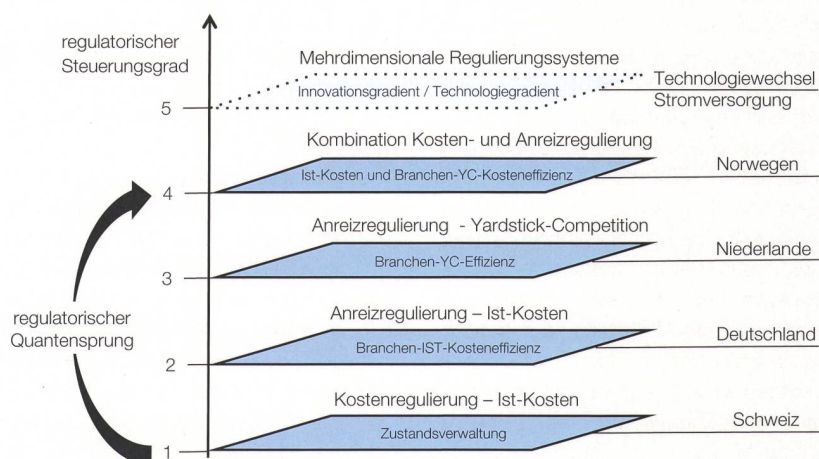 regulatorischer
Steuerungsgrad
Mehrdimensionale Regulierungssysteme
Innovationsgradient / Technologiegradient
Technologiewechsel
Stromversorgung
5
Kombination Kosten- und Anreizregulierung
Ist-Kosten und Branchen-YC-Kosteneffizienz
Norwegen
4
Anreizregulierung - Yardstick-Competition
Branchen-YC-Effizienz
Niederlande
3
regulatorischer
Quantensprung
Anreizregulierung – Ist-Kosten
Branchen-IST-Kosteneffizienz
Deutschland
2
Kostenregulierung – Ist-Kosten
Zustandsverwaltung
Schweiz
1